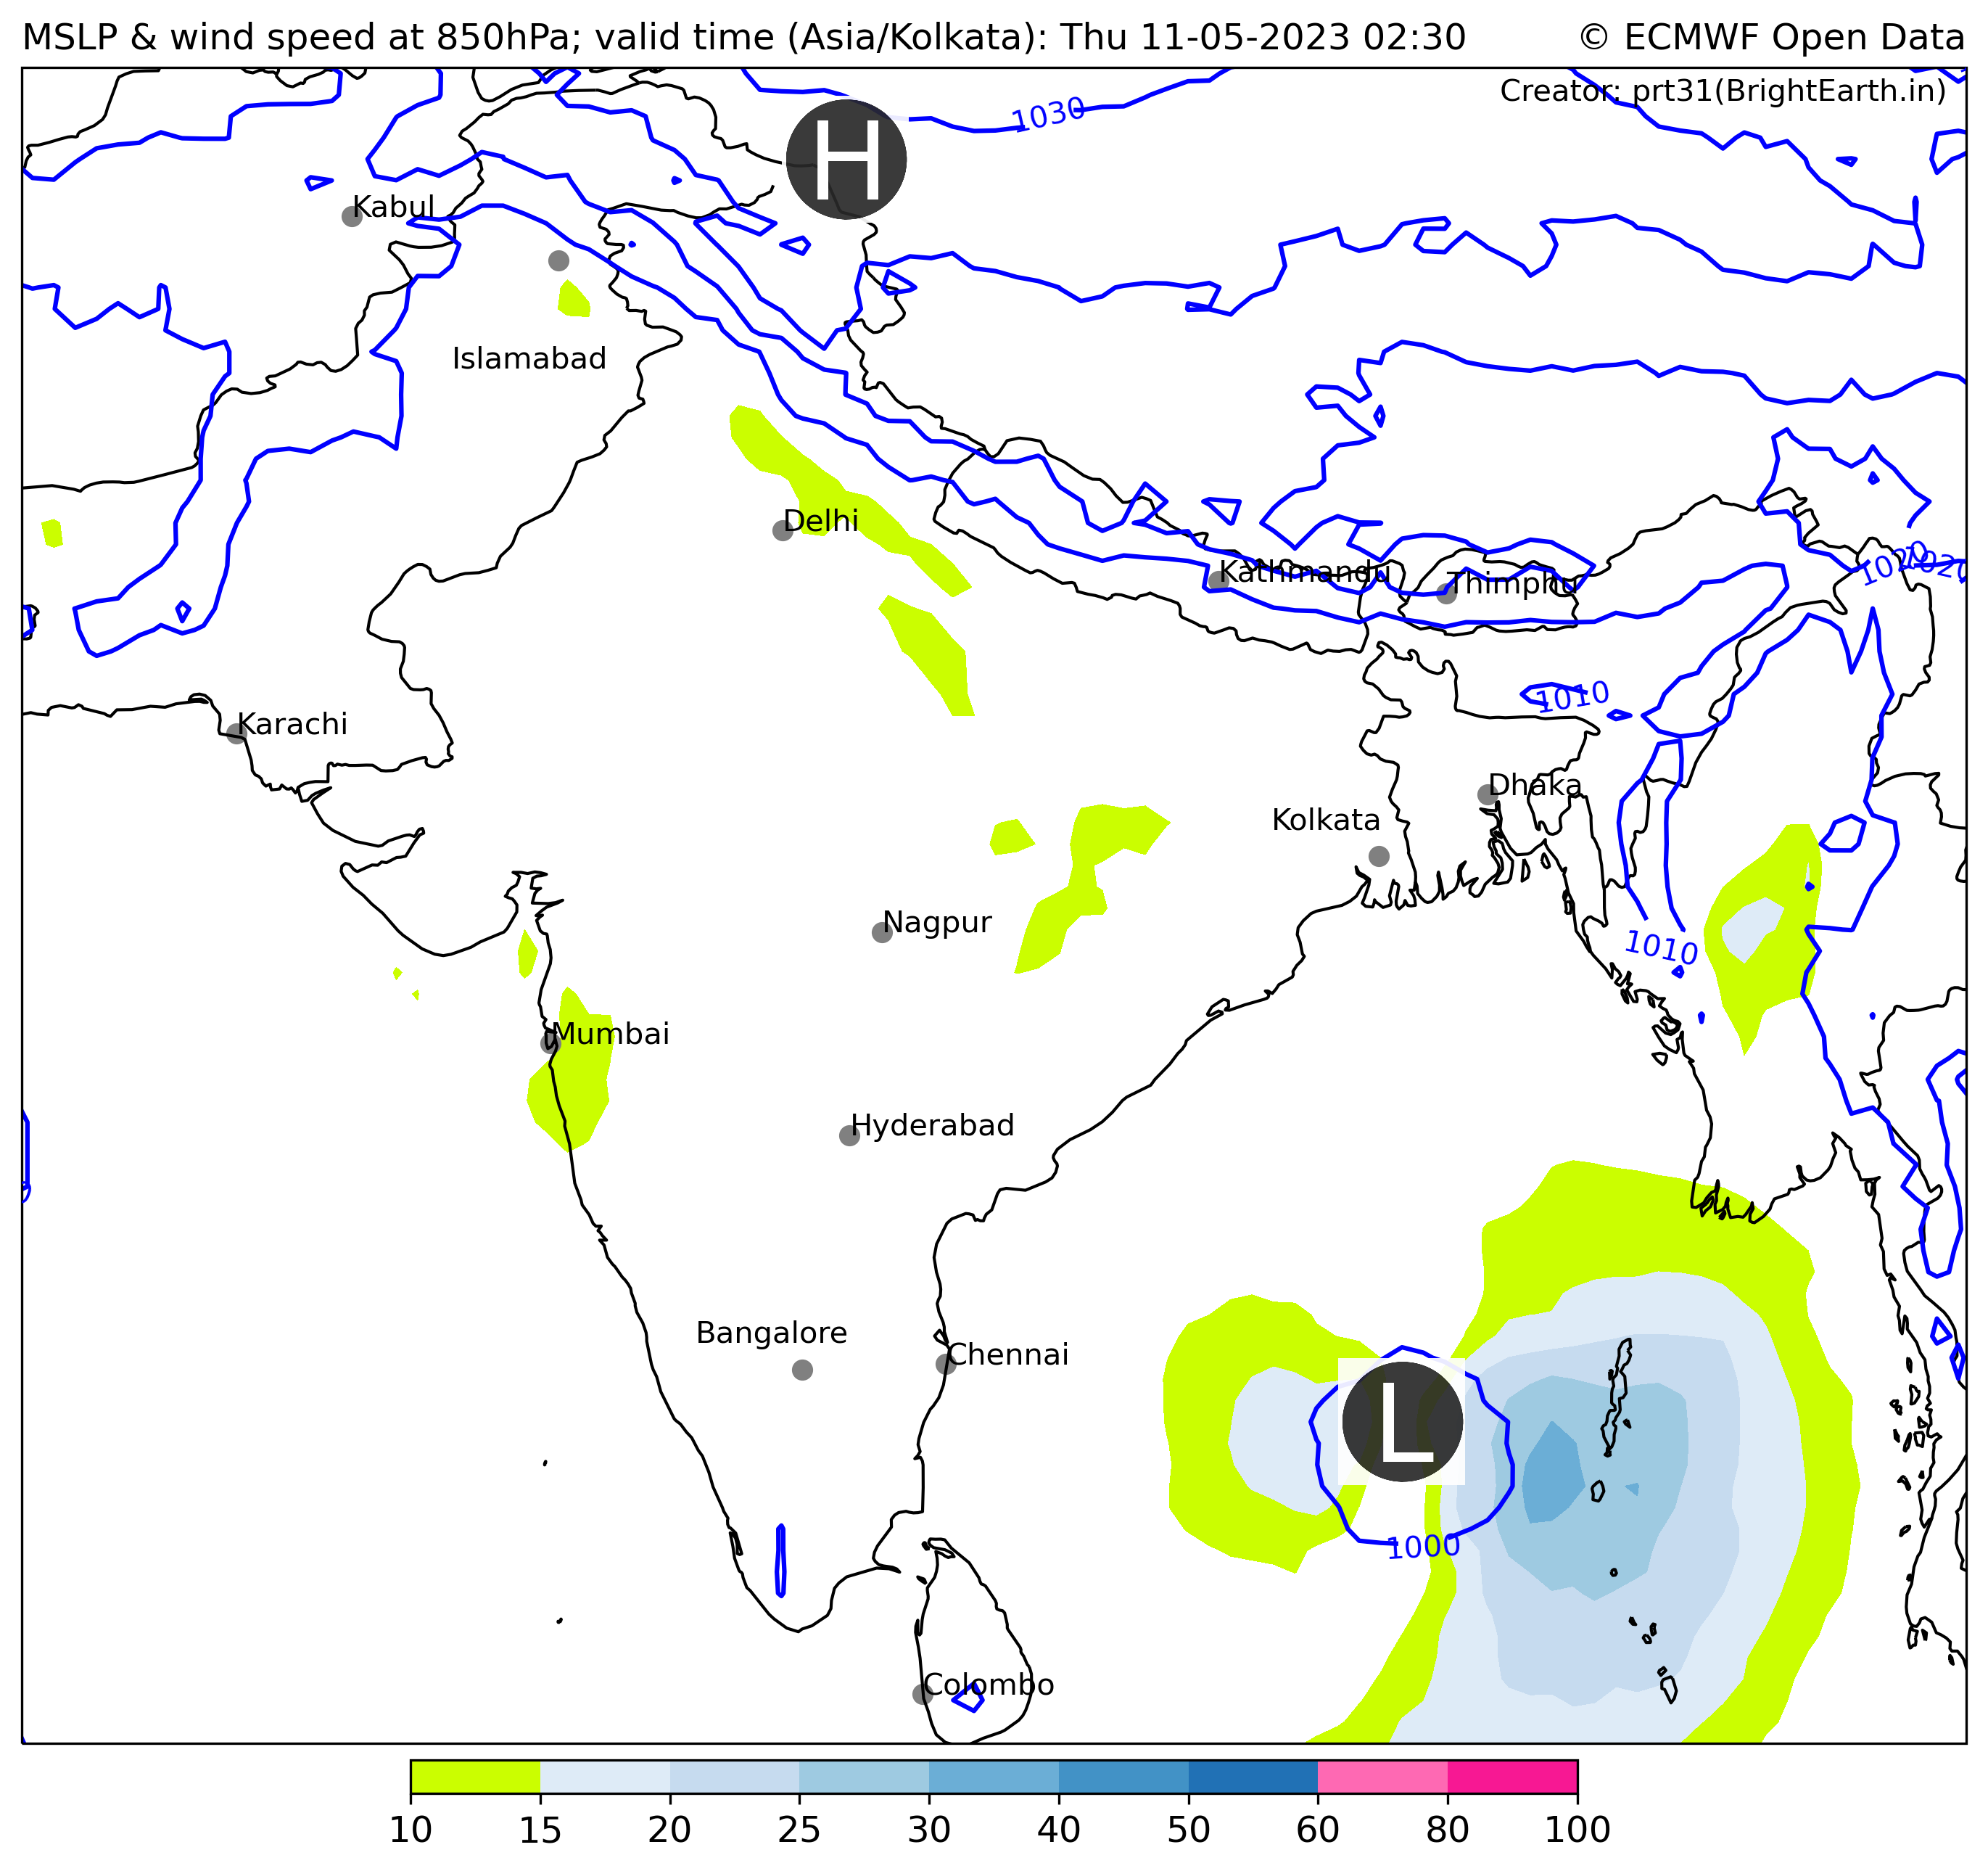 MSLP & wind speed at 850hPa; valid time (Asia/Kolkata): Thu 11-05-2023 02:30 © ECMWF Open Data
Creator: prt31(BrightEarth.in)
1030
H
Kabul
Islamabad
Delhi
Kathmandu
Thimphu
1020
1020
1010
Karachi
Dhaka
Kolkata
Nagpur
1010
Mumbai
Hyderabad
Bangalore
Chennai
L
1000
Colombo
10 15 20 25 30 40 50 60 80 100